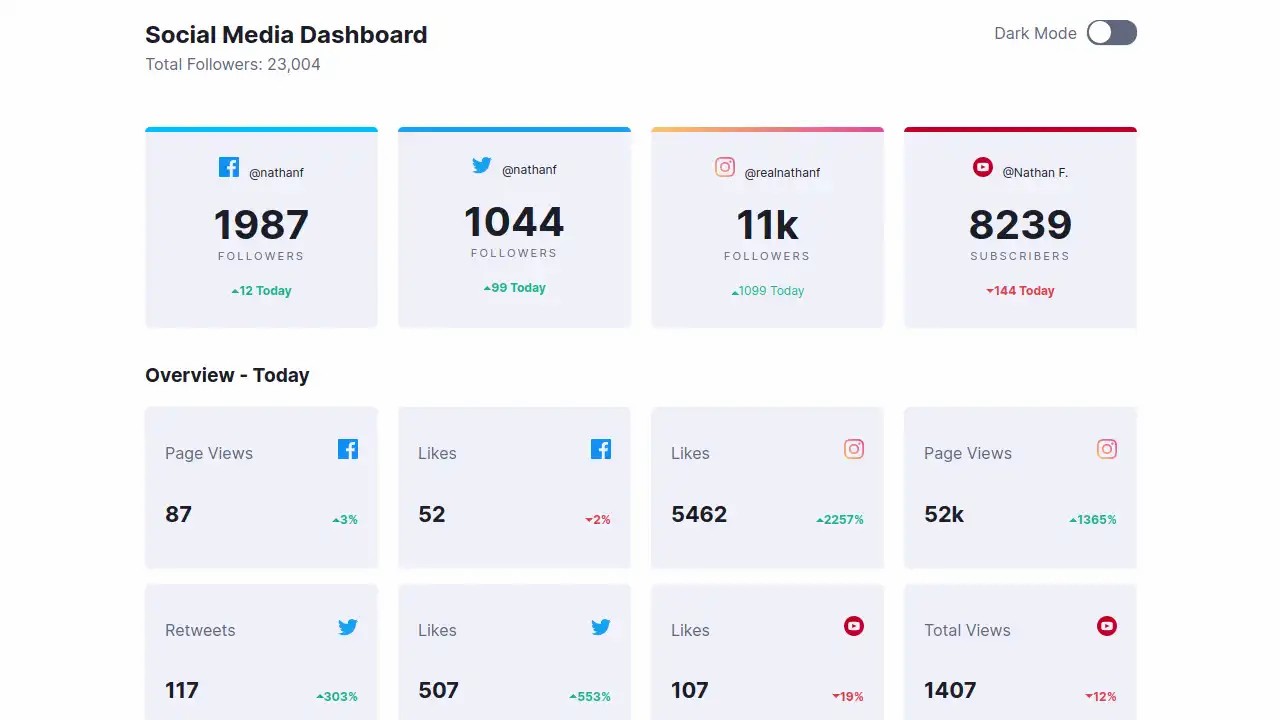 Social Media Dashboard
Total Followers: 23,004
Dark Mode
@nathanf
1987
FOLLOWERS
12 Today
@nathanf
1044
FOLLOWERS
99 Today
@realnathanf
11k
FOLLOWERS
1099 Today
@Nathan F.
8239
SUBSCRIBERS
144 Today
Overview - Today
Page Views
87
3%
Likes
52
2%
Likes
5462
2257%
Page Views
52k
1365%
Retweets
117
303%
Likes
507
553%
Likes
107
19%
Total Views
1407
12%